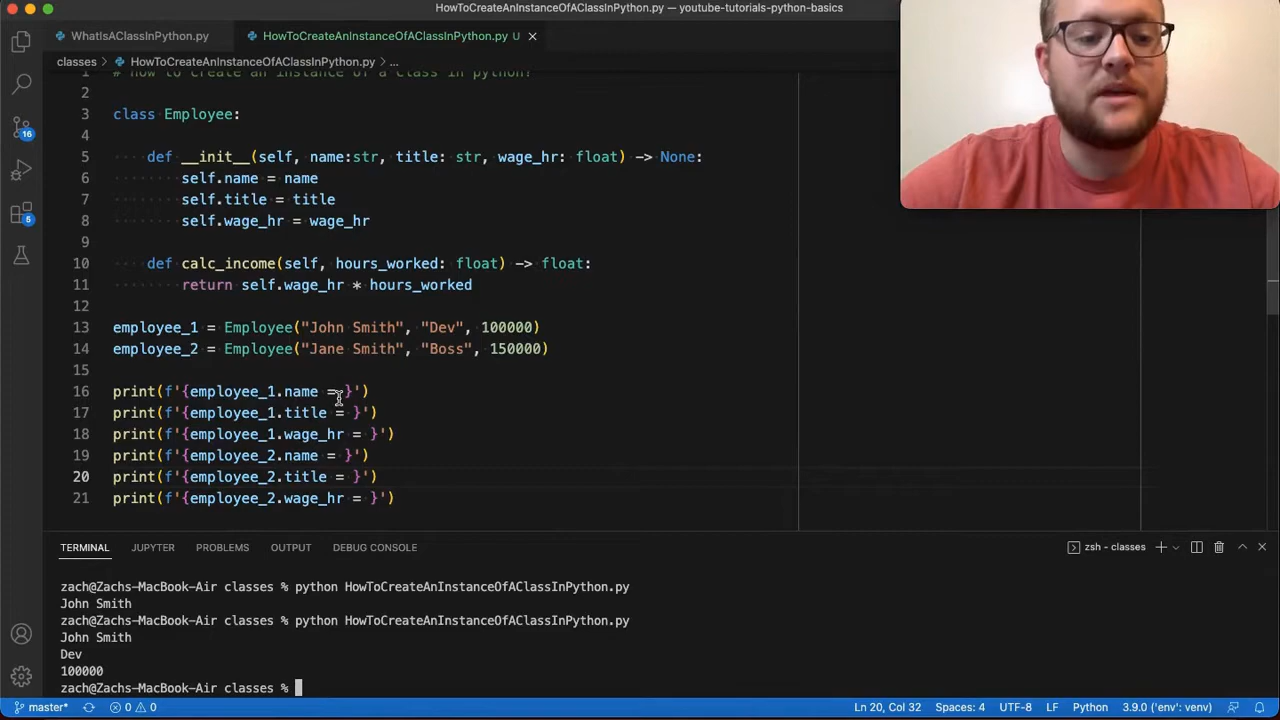 HowToCreateAnInstanceOfAClassInPython.py — youtube-tutorials-python-basics
WhatIsAClassInPython.py
HowToCreateAnInstanceOfAClassInPython.py U
classes > HowToCreateAnInstanceOfAClassInPython.py > ...
1 # how to create an instance of a class in python!
2
3 class Employee:
4
5 def __init__(self, name:str, title: str, wage_hr: float) -> None:
6 self.name = name
7 self.title = title
8 self.wage_hr = wage_hr
9
10 def calc_income(self, hours_worked: float) -> float:
11 return self.wage_hr * hours_worked
12
13 employee_1 = Employee("John Smith", "Dev", 100000)
14 employee_2 = Employee("Jane Smith", "Boss", 150000)
15
16 print(f'{employee_1.name = }')
17 print(f'{employee_1.title = }')
18 print(f'{employee_1.wage_hr = }')
19 print(f'{employee_2.name = }')
20 print(f'{employee_2.title = }')
21 print(f'{employee_2.wage_hr = }')
16
5
TERMINAL JUPYTER PROBLEMS OUTPUT DEBUG CONSOLE
zsh - classes
zach@Zachs-MacBook-Air classes % python HowToCreateAnInstanceOfAClassInPython.py
John Smith
zach@Zachs-MacBook-Air classes % python HowToCreateAnInstanceOfAClassInPython.py
John Smith
Dev
100000
zach@Zachs-MacBook-Air classes %
master* 0 0 Ln 20, Col 32 Spaces: 4 UTF-8 LF Python 3.9.0 ('env': venv)